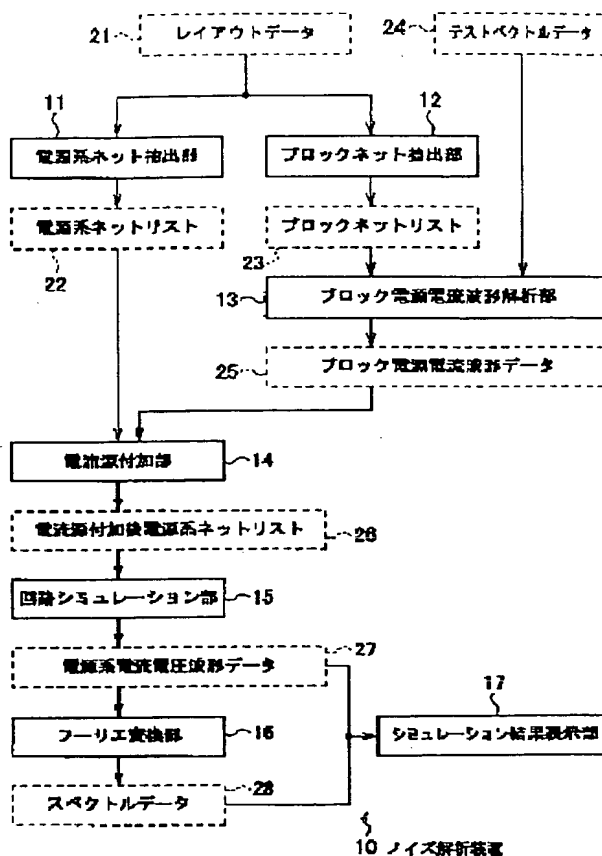 21 レイアウトデータ
24 テストベクトルデータ
11
12
電源系ネット抽出部
ブロックネット抽出部
電源系ネットリスト
ブロックネットリスト
22
23
13 ブロック電源電流波形解析部
25 ブロック電源電流波形データ
電流源付加部 14
電流源付加後電源系ネットリスト 26
回路シミュレーション部 15
27
電源系電流電圧波形データ
17
フーリエ変換部 16
シミュレーション結果表示部
スペクトルデータ 28
10 ノイズ解析装置